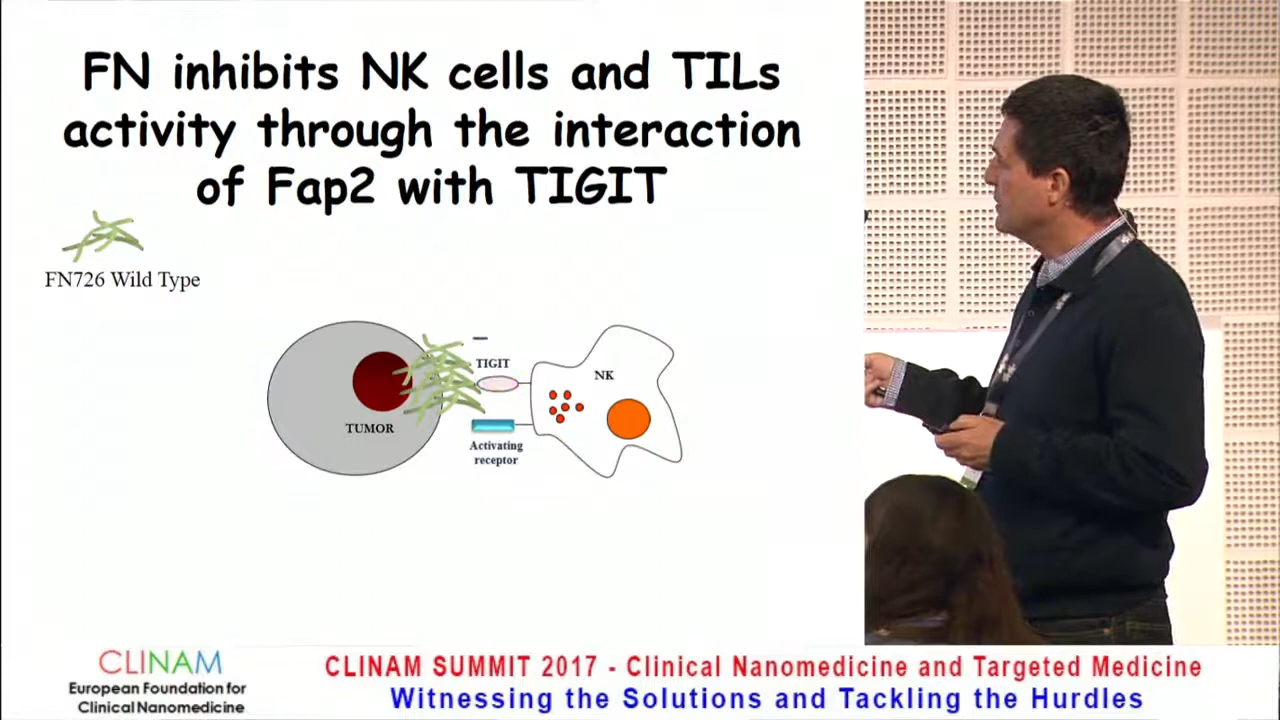 FN inhibits NK cells and TILs
activity through the interaction
of Fap2 with TIGIT
FN726 Wild Type
TIGIT
NK
TUMOR
Activating
receptor
CLINAM
European Foundation for
Clinical Nanomedicine
CLINAM SUMMIT 2017 - Clinical Nanomedicine and Targeted Medicine
Witnessing the Solutions and Tackling the Hurdles